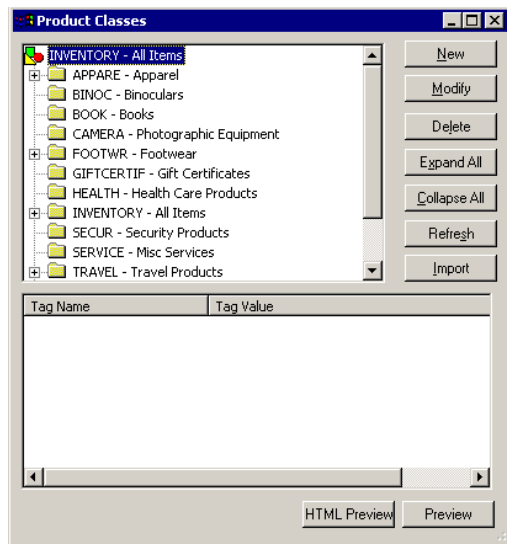 Product Classes
INVENTORY - All Items
APPARE - Apparel
BINOC - Binoculars
BOOK - Books
CAMERA - Photographic Equipment
FOOTWR - Footwear
GIFTCERTIF - Gift Certificates
HEALTH - Health Care Products
INVENTORY - All Items
SECUR - Security Products
SERVICE - Misc Services
TRAVEL - Travel Products
New
Modify
Delete
Expand All
Collapse All
Refresh
Import
Tag Name Tag Value
HTML Preview Preview